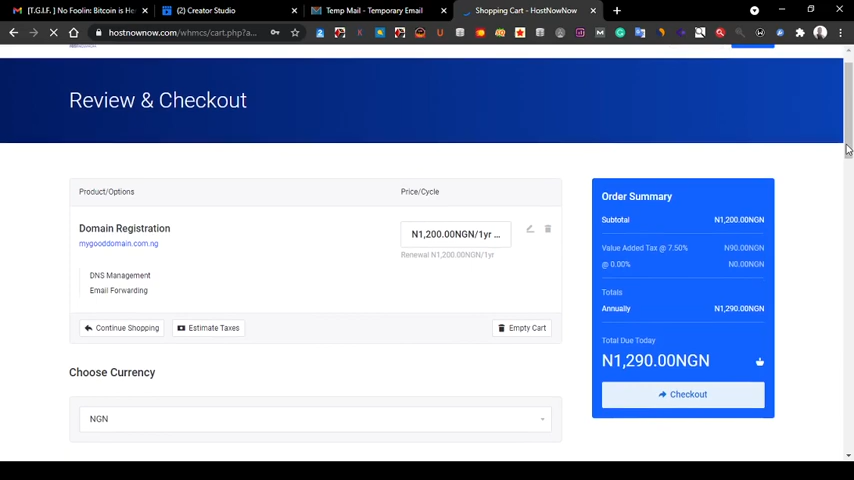 [T.G.I.F. ] No Foolin: Bitcoin is He
(2) Creator Studio
Temp Mail - Temporary Email
Shopping Cart - HostNowNow
hostnownow.com/whmcs/cart.php?a...
Review & Checkout
Product/Options
Price/Cycle
Domain Registration
mygooddomain.com.ng
N1,200.00NGN/1yr ...
Renewal N1,200.00NGN/1yr
DNS Management
Email Forwarding
Continue Shopping
Estimate Taxes
Empty Cart
Choose Currency
NGN
Order Summary
Subtotal N1,200.00NGN
Value Added Tax @ 7.50% N90.00NGN
@ 0.00% N0.00NGN
Totals
Annually N1,290.00NGN
Total Due Today
N1,290.00NGN
Checkout